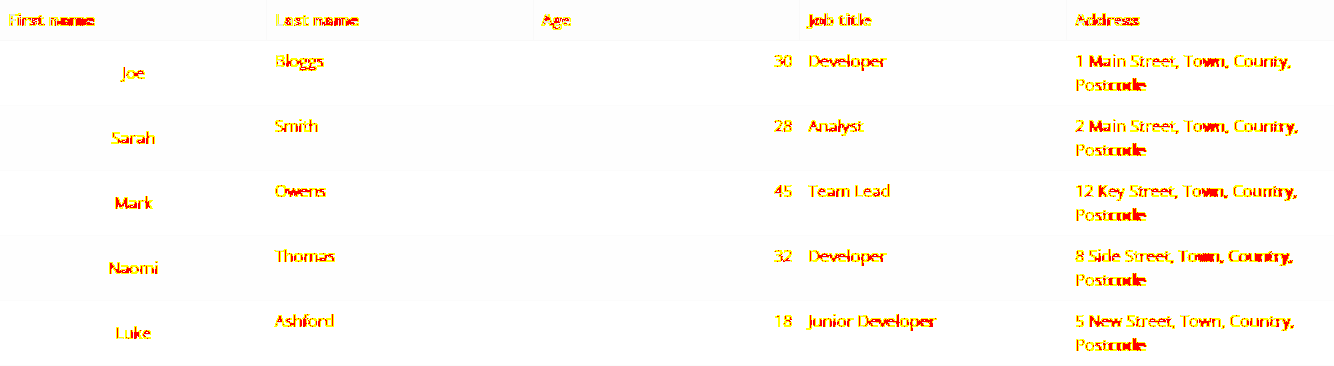 First name Last name Age Job title Address
Joe Bloggs 30 Developer 1 Main Street, Town, County,
Postcode
Sarah Smith 28 Analyst 2 Main Street, Town, Country,
Postcode
Mark Owens 45 Team Lead 12 Key Street, Town, Country,
Postcode
Naomi Thomas 32 Developer 8 Side Street, Town, Country,
Postcode
Luke Ashford 18 Junior Developer 5 New Street, Town, Country,
Postcode